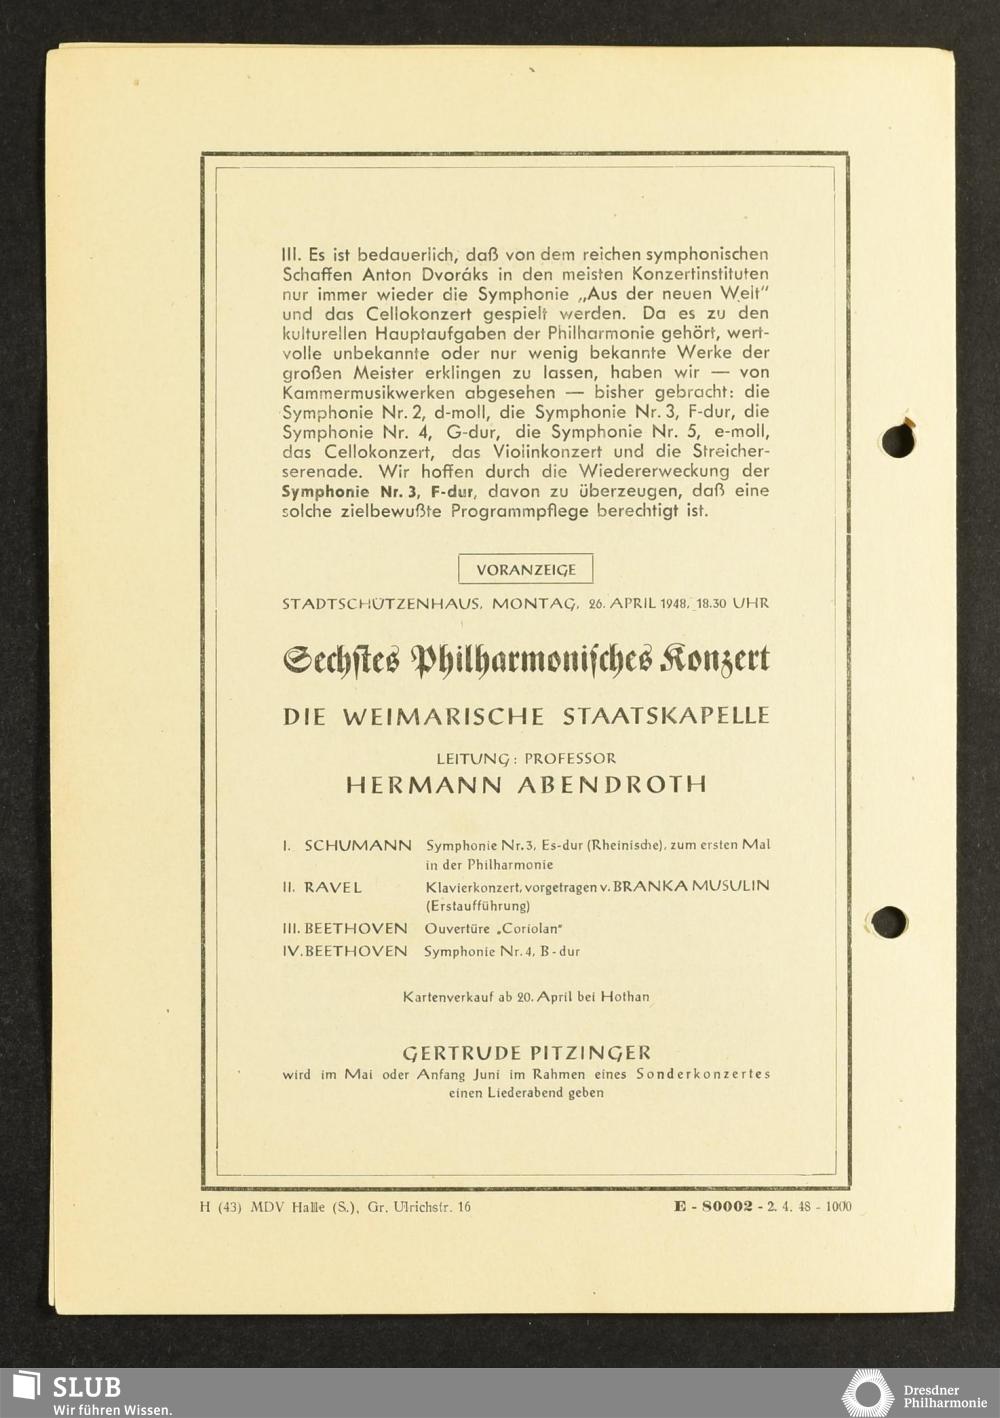 III. Es ist bedauerlich, daß von dem reichen symphonischen
Schaffen Anton Dvoráks in den meisten Konzertinstituten
nur immer wieder die Symphonie „Aus der neuen Welt“
und das Cellokonzert gespielt werden. Da es zu den
kulturellen Hauptaufgaben der Philharmonie gehört, wert-
volle unbekannte oder nur wenig bekannte Werke der
großen Meister erklingen zu lassen, haben wir — von
Kammermusikwerken abgesehen — bisher gebracht: die
Symphonie Nr. 2, d-moll, die Symphonie Nr. 3, F-dur, die
Symphonie Nr. 4, G-dur, die Symphonie Nr. 5, e-moll,
das Cellokonzert, das Violinkonzert und die Streicher-
serenade. Wir hoffen durch die Wiedererweckung der
Symphonie Nr. 3, F-dur, davon zu überzeugen, daß eine
solche zielbewußte Programmpflege berechtigt ist.
VORANZEIGE
STADTSCHÜTZENHAUS, MONTAG, 26. APRIL 1948, 18.30 UHR
Sechstes Philharmonisches Konzert
DIE WEIMARISCHE STAATSKAPELLE
LEITUNG: PROFESSOR
HERMANN ABENDROTH
I. SCHUMANN Symphonie Nr. 3, Es-dur (Rheinische), zum ersten Mal
in der Philharmonie
II. RAVEL Klavierkonzert, vorgetragen v. BRANKA MUSULIN
(Erstaufführung)
III. BEETHOVEN Ouvertüre „Coriolan“
IV. BEETHOVEN Symphonie Nr. 4, B-dur
Kartenverkauf ab 20. April bei Hothan
GERTRUDE PITZINGER
wird im Mai oder Anfang Juni im Rahmen eines Sonderkonzertes
einen Liederabend geben
H (43) MDV Halle (S.), Gr. Ulrichstr. 16 E - 80002 - 2. 4. 48 - 1000
SLUB
Wir führen Wissen.
Dresdner
Philharmonie